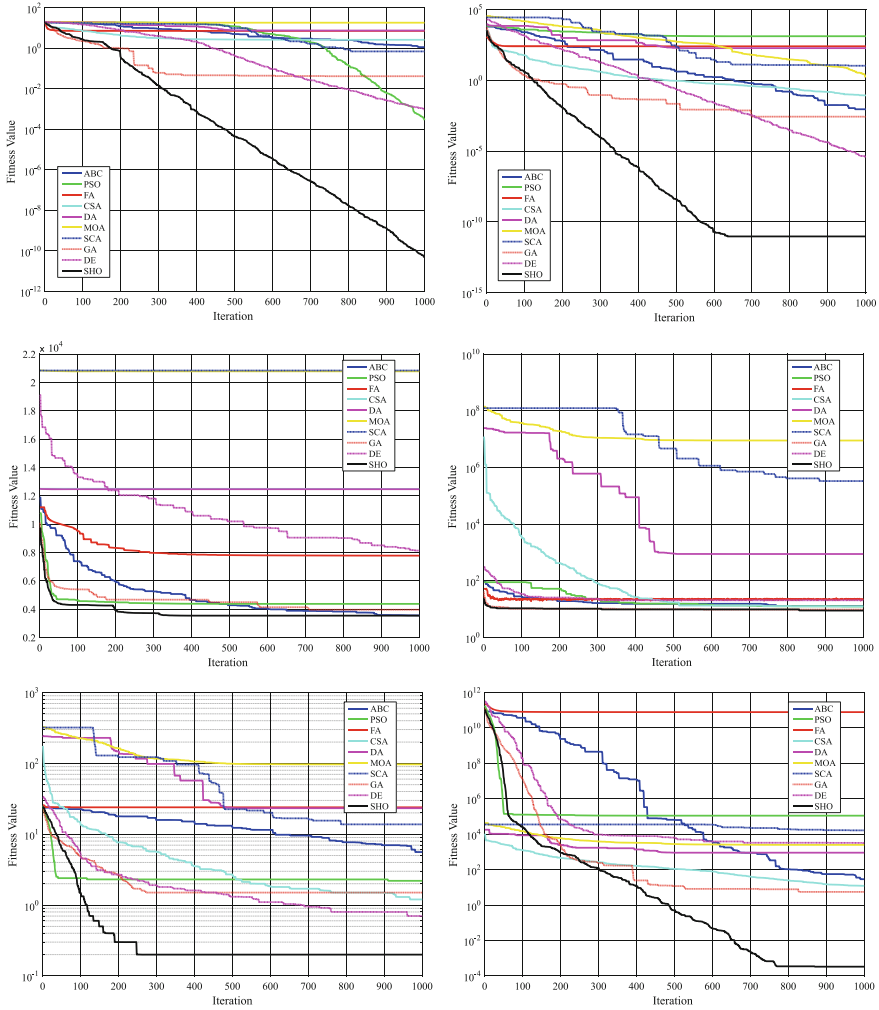 10^2
10^0
10^-2
10^-4
10^-6
10^-8
10^-10
10^-12
Fitness Value
ABC
PSO
FA
CSA
DA
MOA
SCA
GA
DE
SHO
0 100 200 300 400 500 600 700 800 900 1000
Iteration
10^5
10^0
10^-5
10^-10
10^-15
Fitness Value
ABC
PSO
FA
CSA
DA
MOA
SCA
GA
DE
SHO
0 100 200 300 400 500 600 700 800 900 1000
Iterarion
x 10^4
2.2
2
1.8
1.6
1.4
1.2
1
0.8
0.6
0.4
0.2
Fitness Value
ABC
PSO
FA
CSA
DA
MOA
SCA
GA
DE
SHO
0 100 200 300 400 500 600 700 800 900 1000
Iteration
10^10
10^8
10^6
10^4
10^2
10^0
Fitness Value
ABC
PSO
FA
CSA
DA
MOA
SCA
GA
DE
SHO
0 100 200 300 400 500 600 700 800 900 1000
Iteration
10^3
10^2
10^1
10^0
10^-1
Fitness Value
ABC
PSO
FA
CSA
DA
MOA
SCA
GA
DE
SHO
0 100 200 300 400 500 600 700 800 900 1000
Iteration
10^12
10^10
10^8
10^6
10^4
10^2
10^0
10^-2
10^-4
Fitness Value
ABC
PSO
FA
CSA
DA
MOA
SCA
GA
DE
SHO
0 100 200 300 400 500 600 700 800 900 1000
Iteration